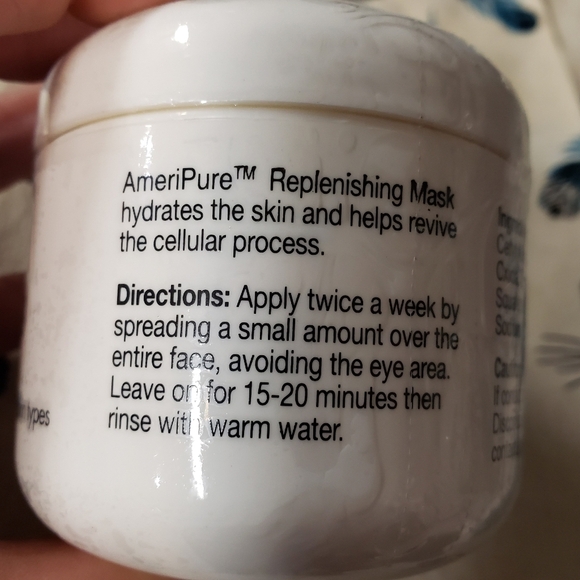 AmeriPure™ Replenishing Mask
hydrates the skin and helps revive
the cellular process.
Directions: Apply twice a week by
spreading a small amount over the
entire face, avoiding the eye area.
Leave on for 15-20 minutes then
rinse with warm water.
types